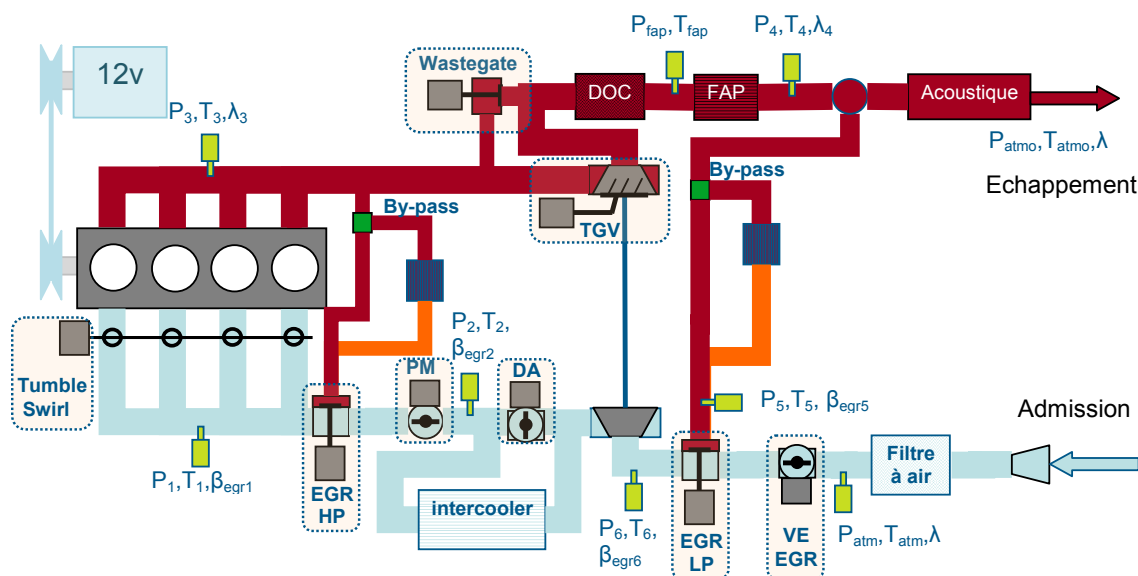 12v
Wastegate
P3,T3,λ3
Pfap,Tfap
P4,T4,λ4
DOC
FAP
Acoustique
Patmo,Tatmo,λ
Echappement
By-pass
By-pass
TGV
Tumble
Swirl
P2,T2,
βegr2
PM
DA
P1,T1,βegr1
EGR
HP
intercooler
P5,T5, βegr5
Admission
Filtre
à air
P6,T6,
βegr6
EGR
LP
VE
EGR
Patm,Tatm,λ